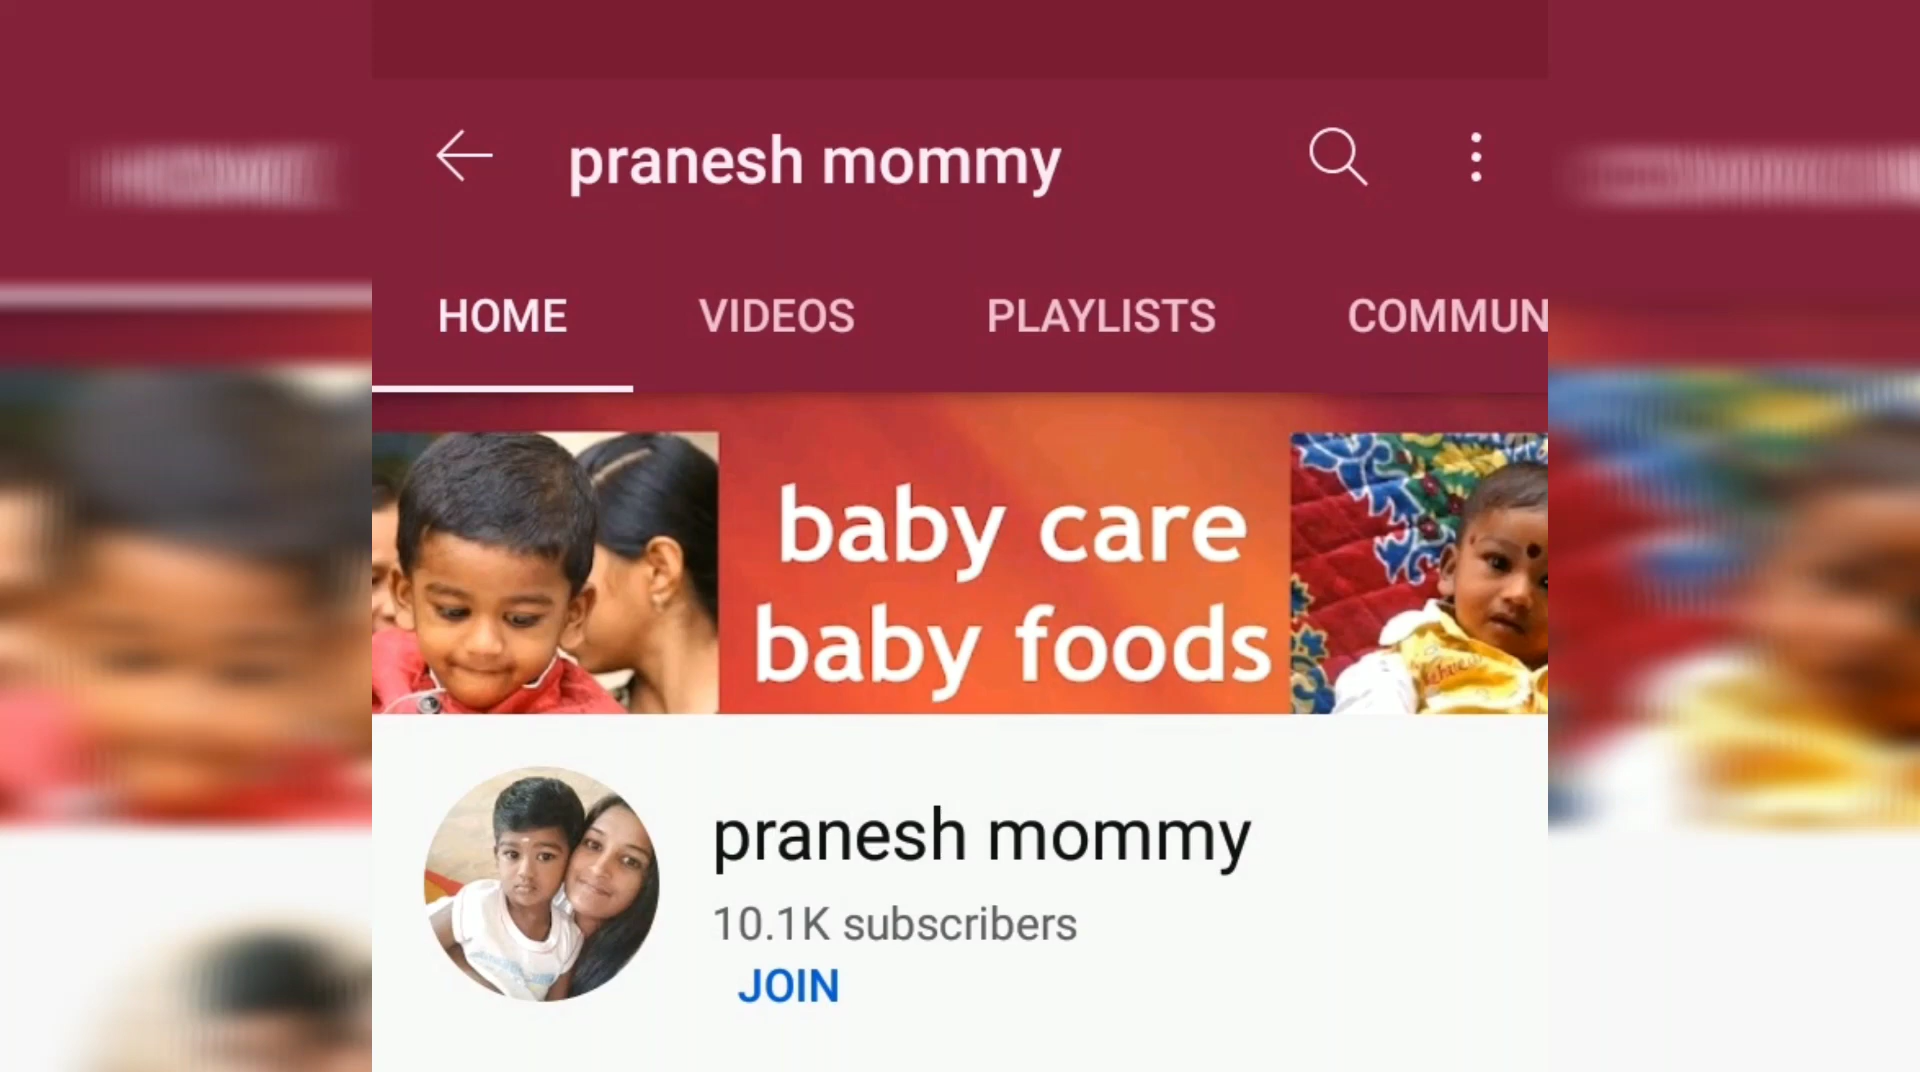 pranesh mommy
HOME VIDEOS PLAYLISTS COMMUN
baby care
baby foods
pranesh mommy
10.1K subscribers
JOIN